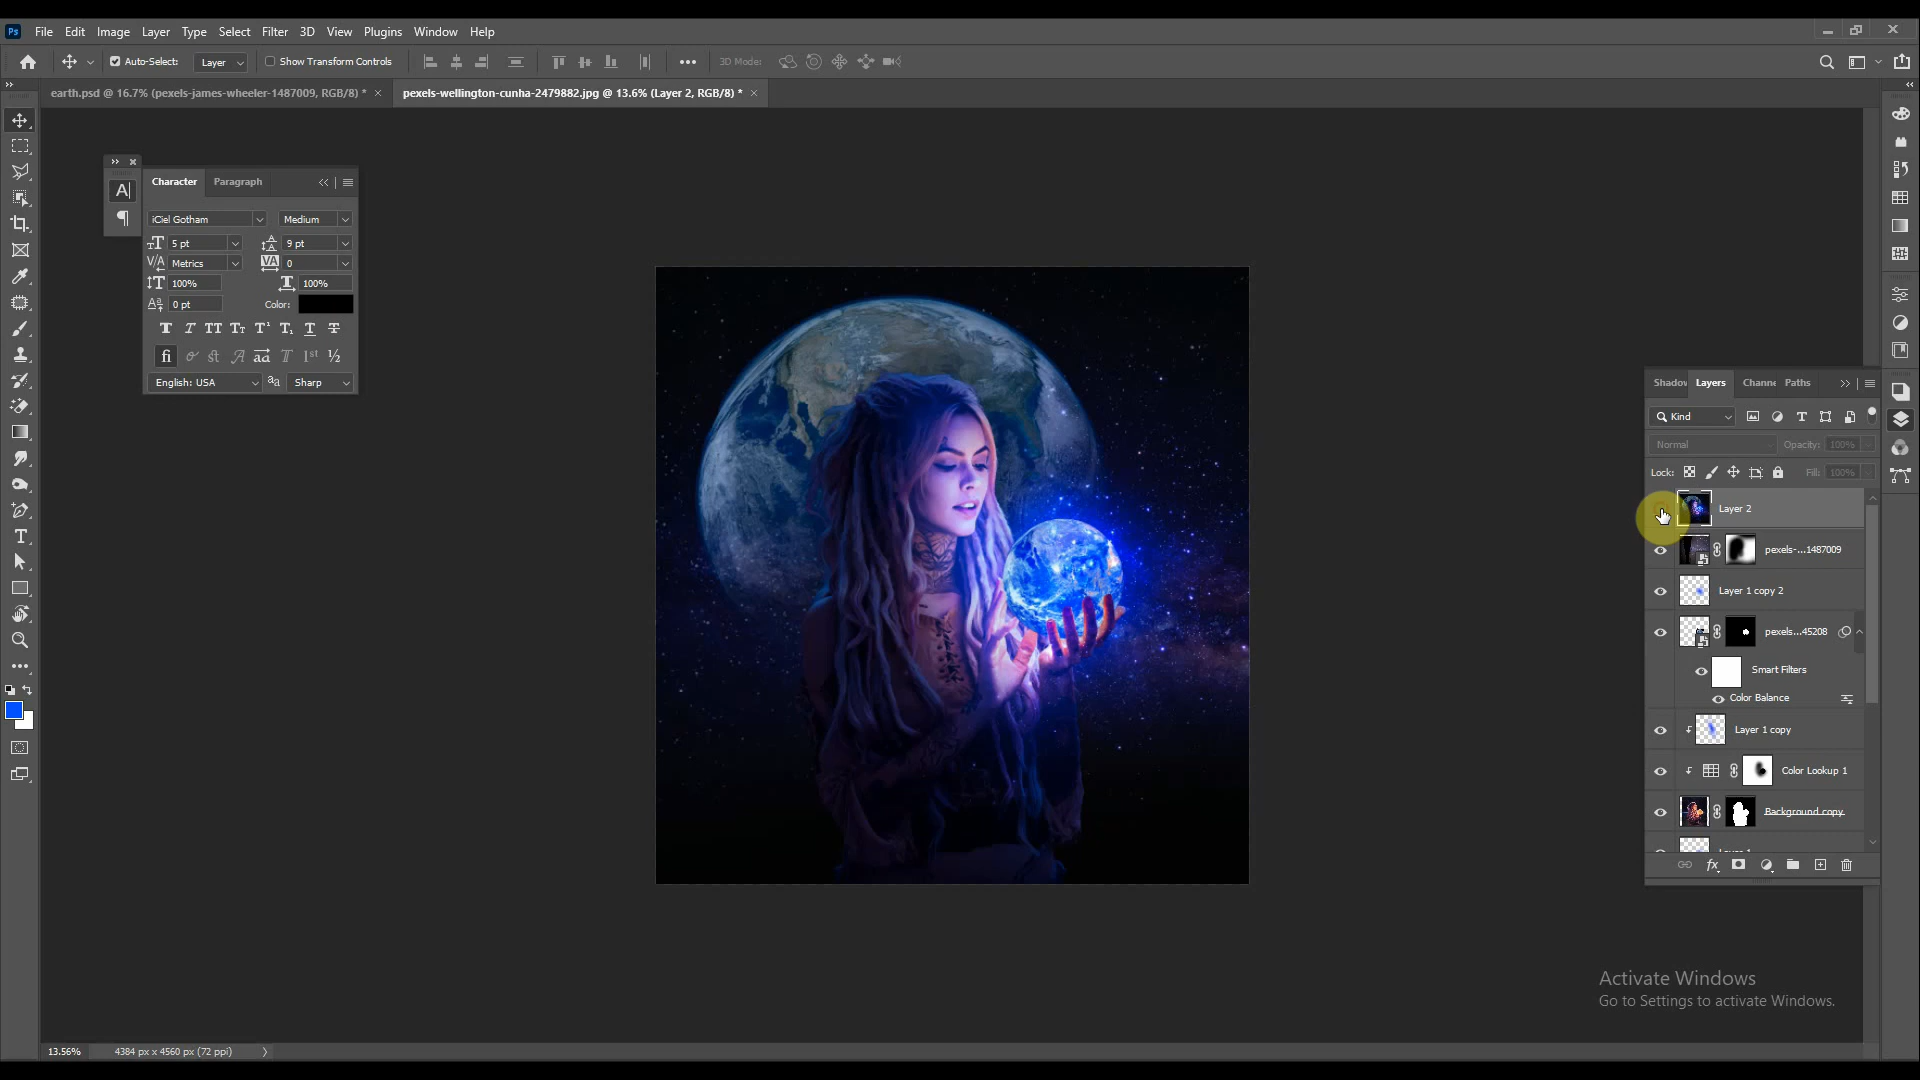 Ps File Edit Image Layer Type Select Filter 3D View Plugins Window Help
Auto-Select: Layer Show Transform Controls 3D Mode:
earth.psd @ 16.7% (pexels-james-wheeler-1487009, RGB/8) * pexels-wellington-cunha-2479882.jpg @ 13.6% (Layer 2, RGB/8) *
Character Paragraph
iCiel Gotham Medium
5 pt 9 pt
Metrics 0
100% 100%
0 pt Color:
English: USA Sharp
Shadow Layers Channe Paths
Kind
Normal Opacity: 100%
Lock: Fill: 100%
Layer 2
pexels-...1487009
Layer 1 copy 2
pexels...45208
Smart Filters
Color Balance
Layer 1 copy
Color Lookup 1
Background copy
Activate Windows
Go to Settings to activate Windows.
13.56% 4384 px x 4560 px (72 ppi)